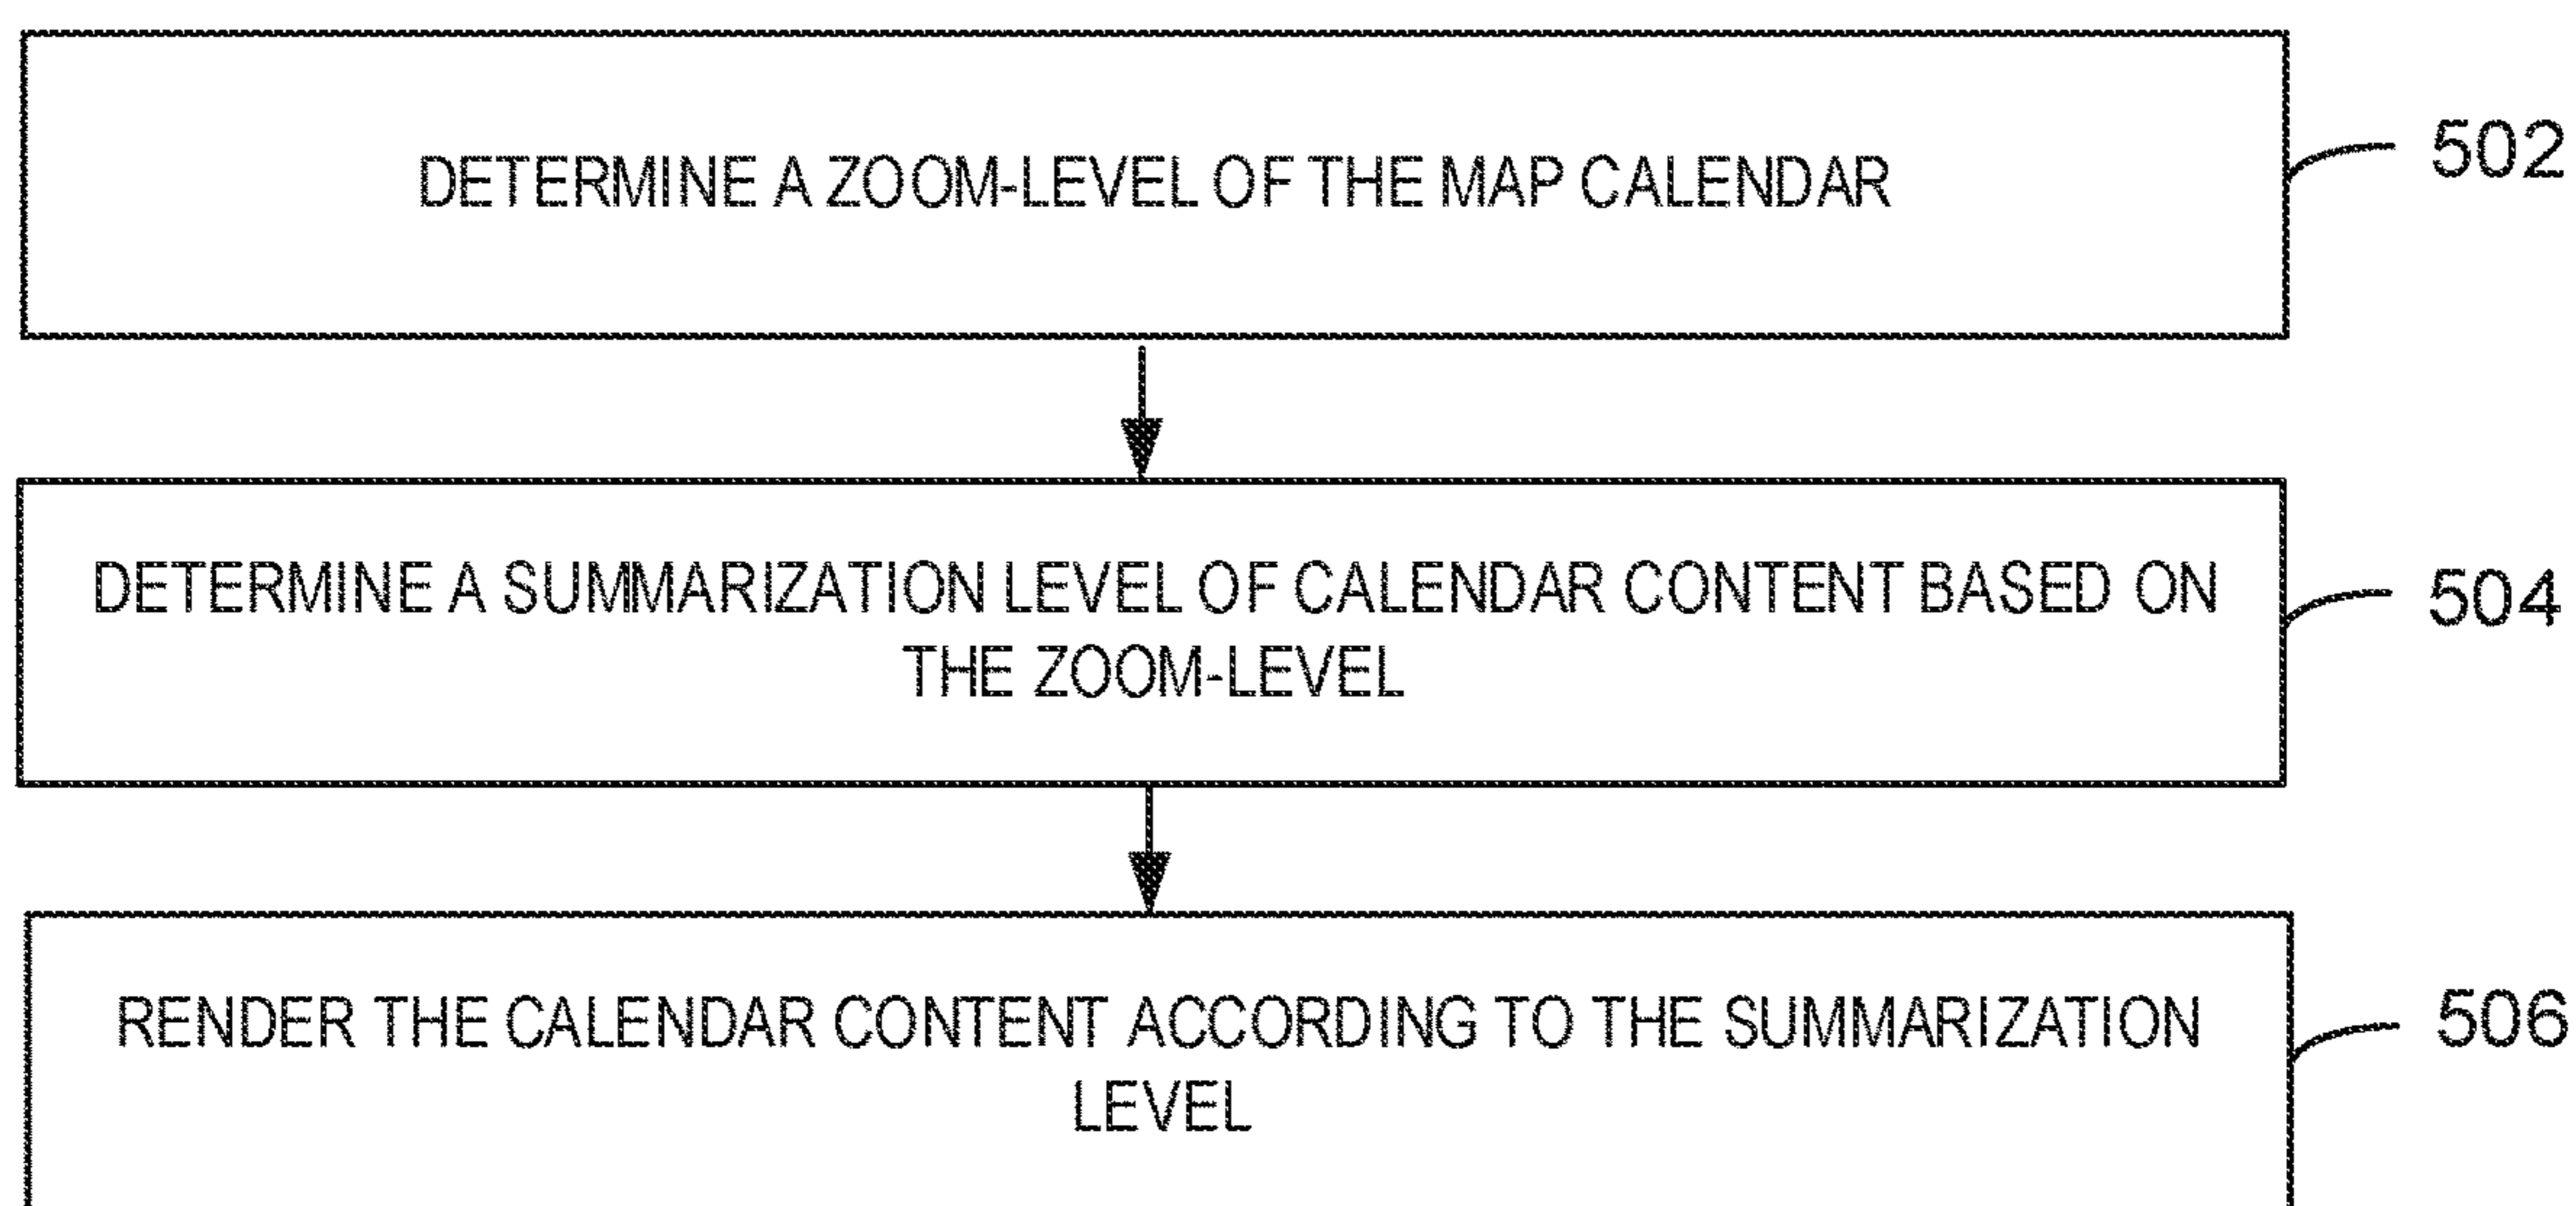 DETERMINE A ZOOM-LEVEL OF THE MAP CALENDAR
502
DETERMINE A SUMMARIZATION LEVEL OF CALENDAR CONTENT BASED ON
THE ZOOM-LEVEL
504
RENDER THE CALENDAR CONTENT ACCORDING TO THE SUMMARIZATION
LEVEL
506